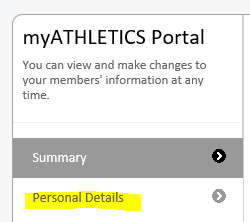 myATHLETICS Portal
You can view and make changes to
your members' information at any
time.
Summary
Personal Details